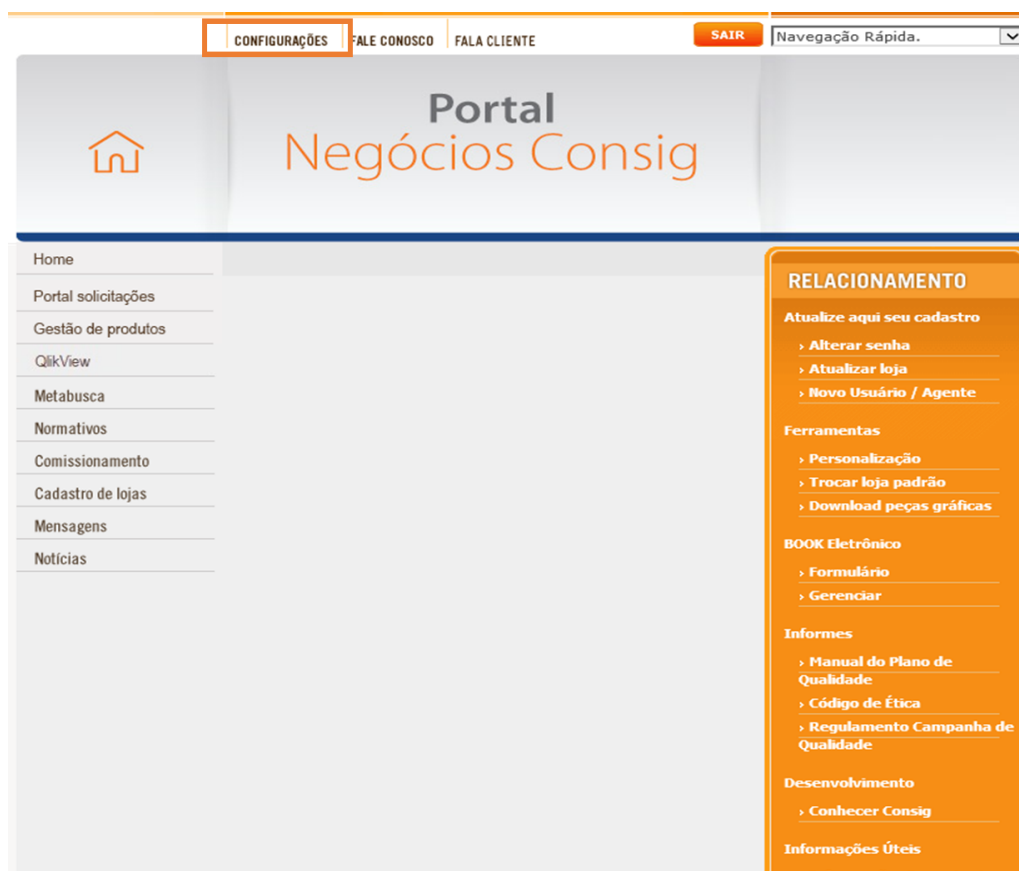 CONFIGURAÇÕES FALE CONOSCO FALA CLIENTE SAIR Navegação Rápida.
Portal
Negócios Consig
Home
Portal solicitações
Gestão de produtos
QlikView
Metabusca
Normativos
Comissionamento
Cadastro de lojas
Mensagens
Notícias
RELACIONAMENTO
Atualize aqui seu cadastro
› Alterar senha
› Atualizar loja
› Novo Usuário / Agente
Ferramentas
› Personalização
› Trocar loja padrão
› Download peças gráficas
BOOK Eletrônico
› Formulário
› Gerenciar
Informes
› Manual do Plano de
Qualidade
› Código de Ética
› Regulamento Campanha de
Qualidade
Desenvolvimento
› Conhecer Consig
Informações Úteis